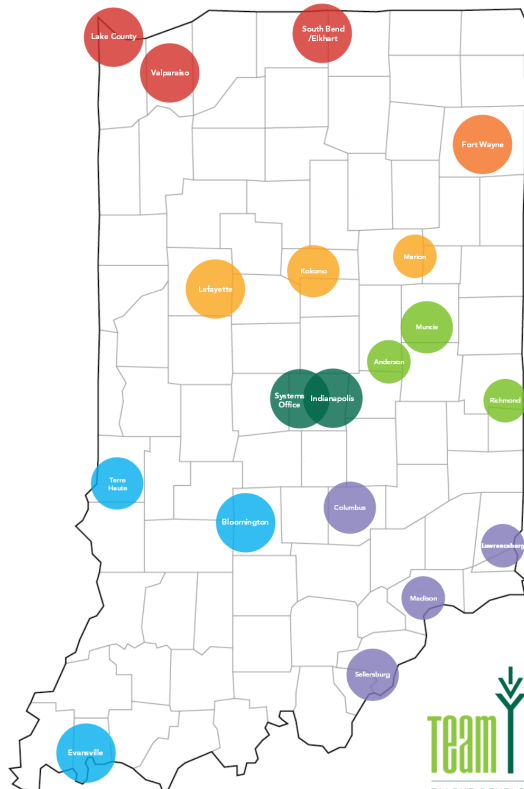 Lake County
South Bend
/Elkhart
Valparaiso
Fort Wayne
Marion
Kokomo
Lafayette
Muncie
Anderson
Systems
Office
Indianapolis
Richmond
Terre
Haute
Columbus
Bloomington
Lawrenceburg
Madison
Sellersburg
TEAM
Evansville